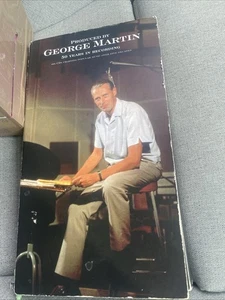 PRODUCED BY
GEORGE MARTIN
50 YEARS IN RECORDING